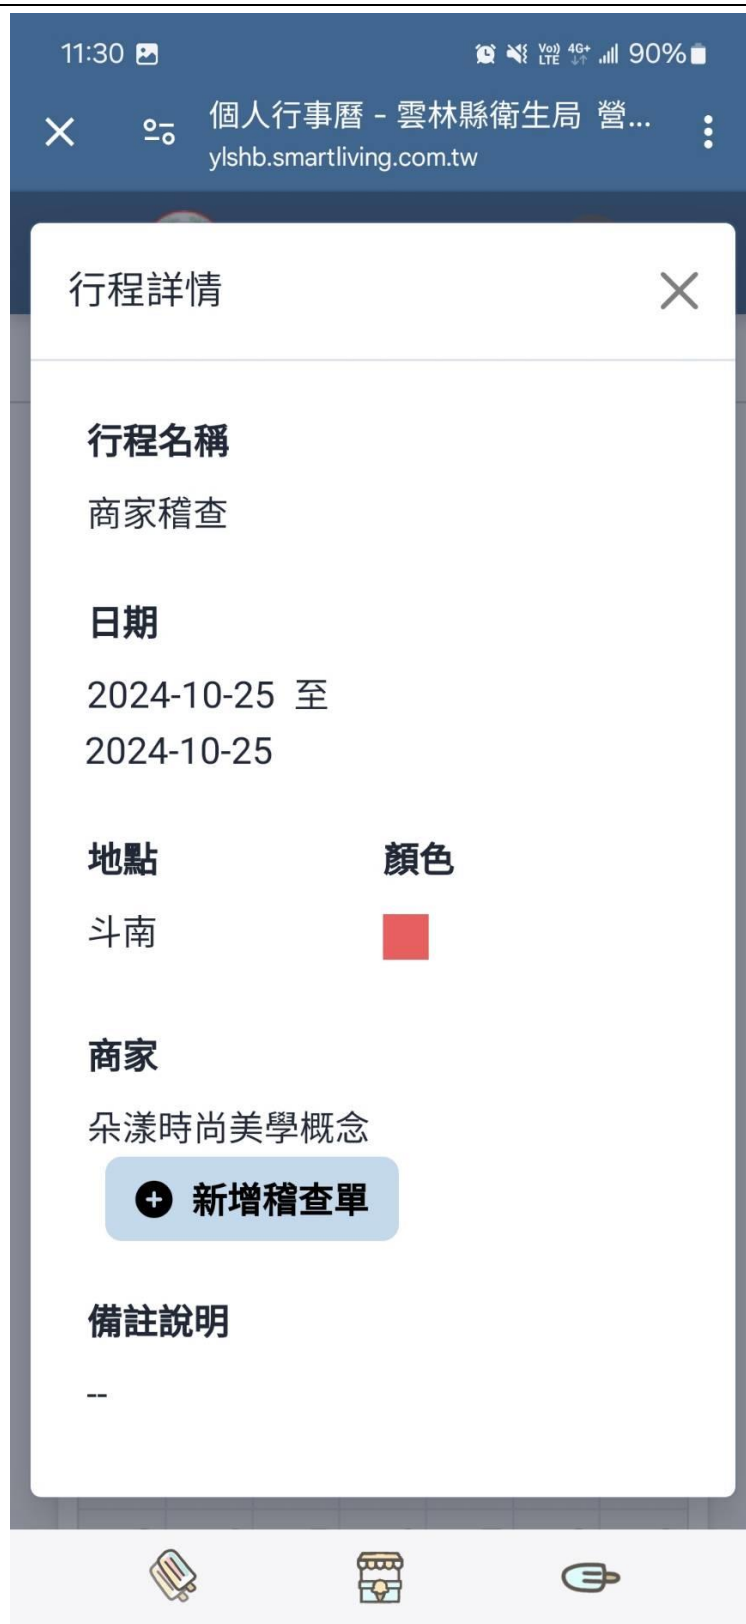 11:30 Vo)) LTE 4G+ 90%
個人行事曆 - 雲林縣衛生局 營...
ylshb.smartliving.com.tw
行程詳情
行程名稱
商家稽查
日期
2024-10-25 至
2024-10-25
地點 顏色
斗南
商家
朵漾時尚美學概念
新增稽查單
備註說明
--